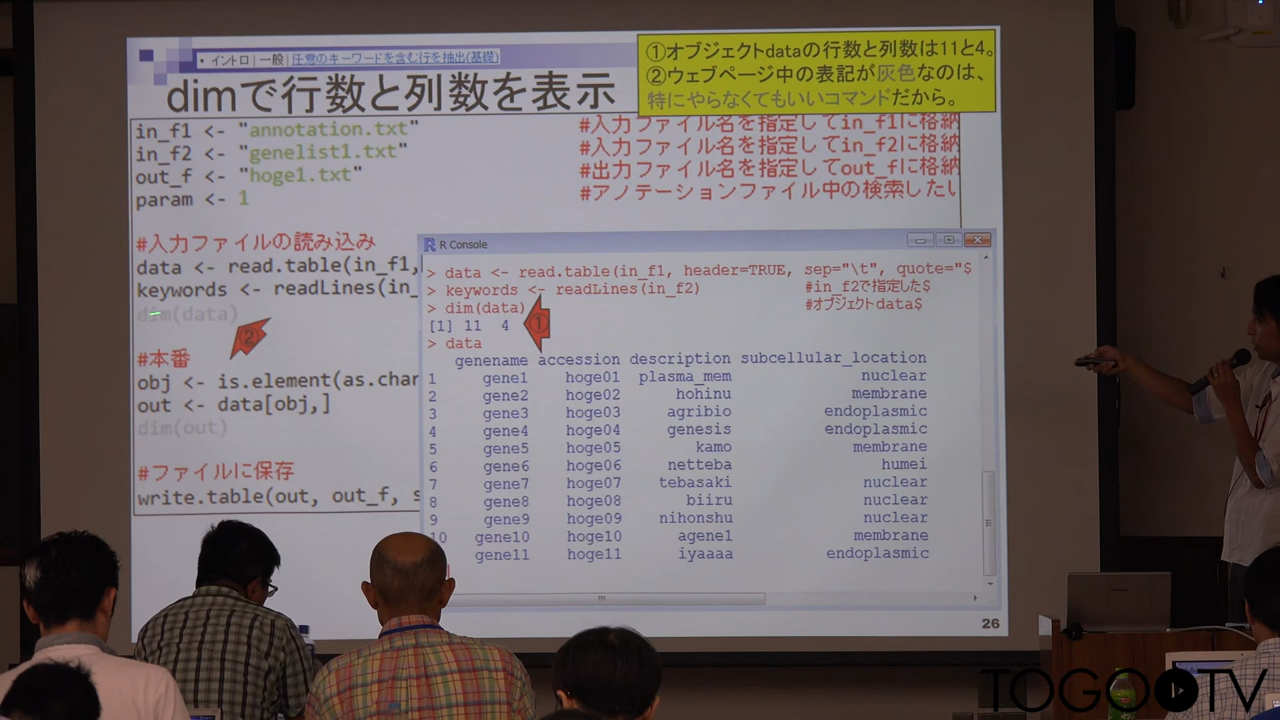 ・イントロ | 一般 | 任意のキーワードを含む行を抽出(基礎)
dimで行数と列数を表示
①オブジェクトdataの行数と列数は11と4。
②ウェブページ中の表記が灰色なのは、
特にやらなくてもいいコマンドだから。
in_f1 <- "annotation.txt" #入力ファイル名を指定してin_f1に格納
in_f2 <- "genelist1.txt" #入力ファイル名を指定してin_f2に格納
out_f <- "hoge1.txt" #出力ファイル名を指定してout_fに格納
param <- 1 #アノテーションファイル中の検索したい
#入力ファイルの読み込み
data <- read.table(in_f1,
keywords <- readLines(in_
dim(data)
②
#本番
obj <- is.element(as.char
out <- data[obj,]
dim(out)
#ファイルに保存
write.table(out, out_f, s
R Console
> data <- read.table(in_f1, header=TRUE, sep="\t", quote="$
> keywords <- readLines(in_f2) #in_f2で指定した$
> dim(data) #オブジェクトdata$
[1] 11 4
①
> data
genename accession description subcellular_location
1 gene1 hoge01 plasma_mem nuclear
2 gene2 hoge02 hohinu membrane
3 gene3 hoge03 agribio endoplasmic
4 gene4 hoge04 genesis endoplasmic
5 gene5 hoge05 kamo membrane
6 gene6 hoge06 netteba humei
7 gene7 hoge07 tebasaki nuclear
8 gene8 hoge08 biiru nuclear
9 gene9 hoge09 nihonshu nuclear
10 gene10 hoge10 agene1 membrane
11 gene11 hoge11 iyaaaa endoplasmic
26
TOGO TV